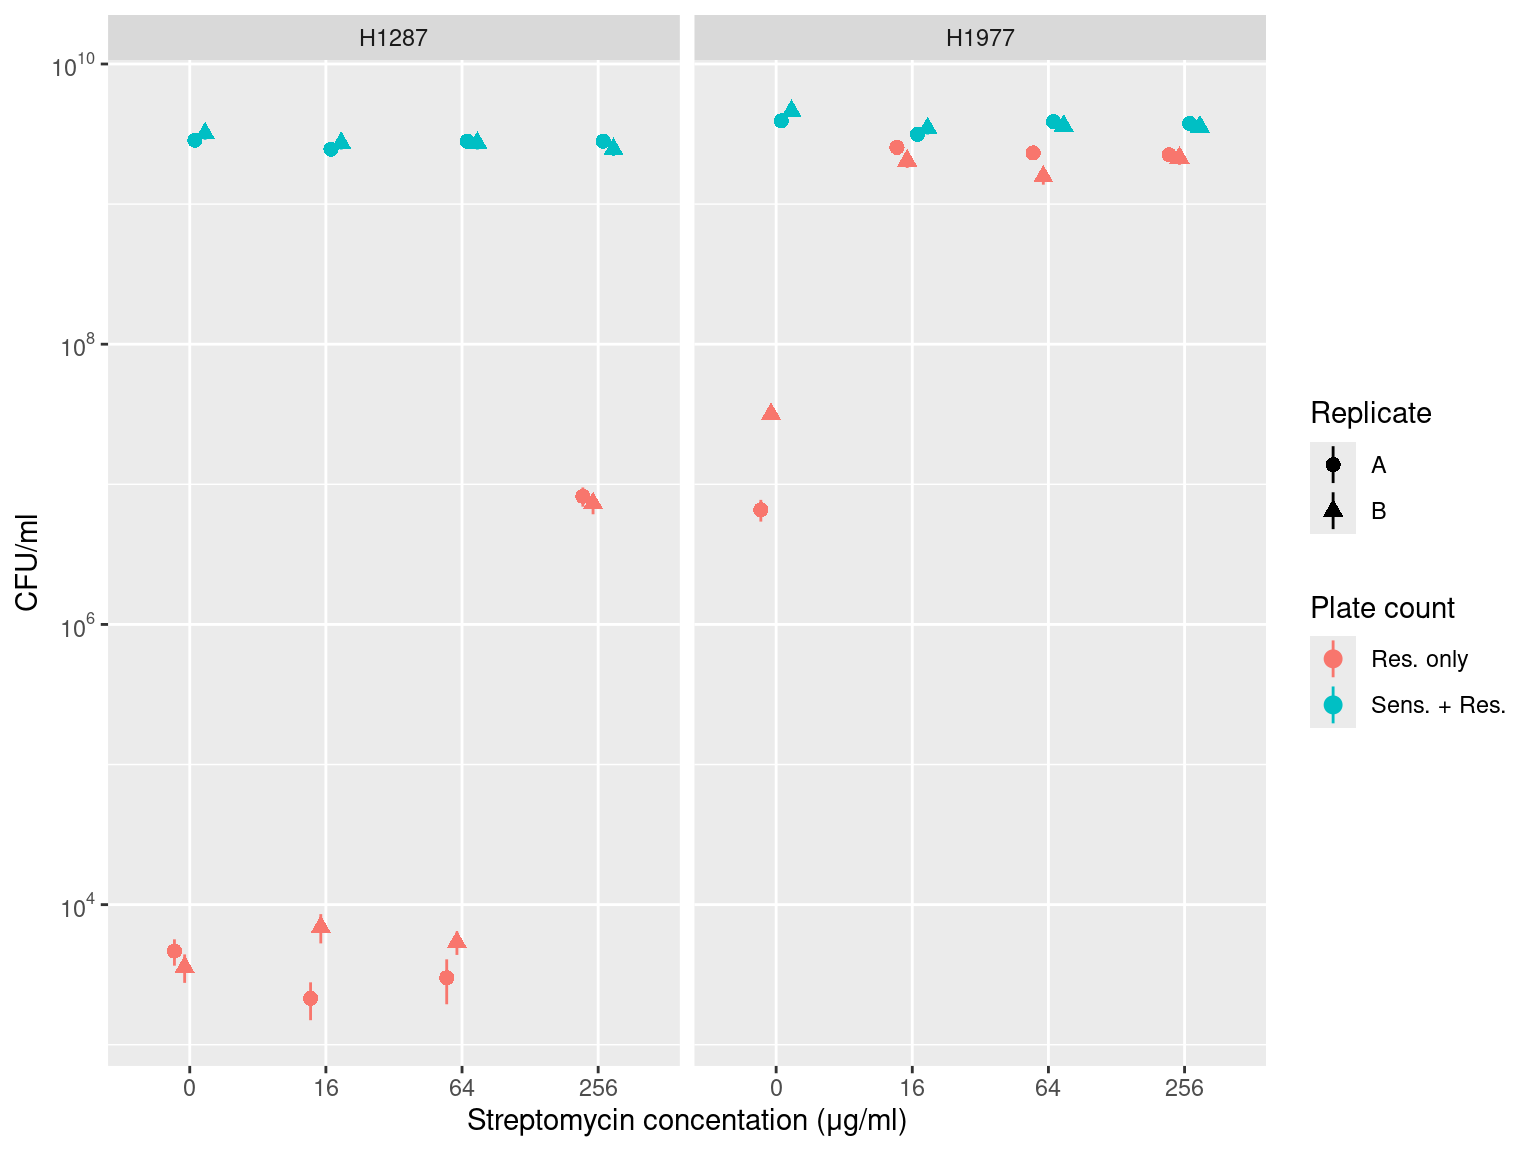 H1287
H1977
10^10
10^8
10^6
10^4
CFU/ml
0 16 64 256
0 16 64 256
Streptomycin concentation (µg/ml)
Replicate
A
B
Plate count
Res. only
Sens. + Res.